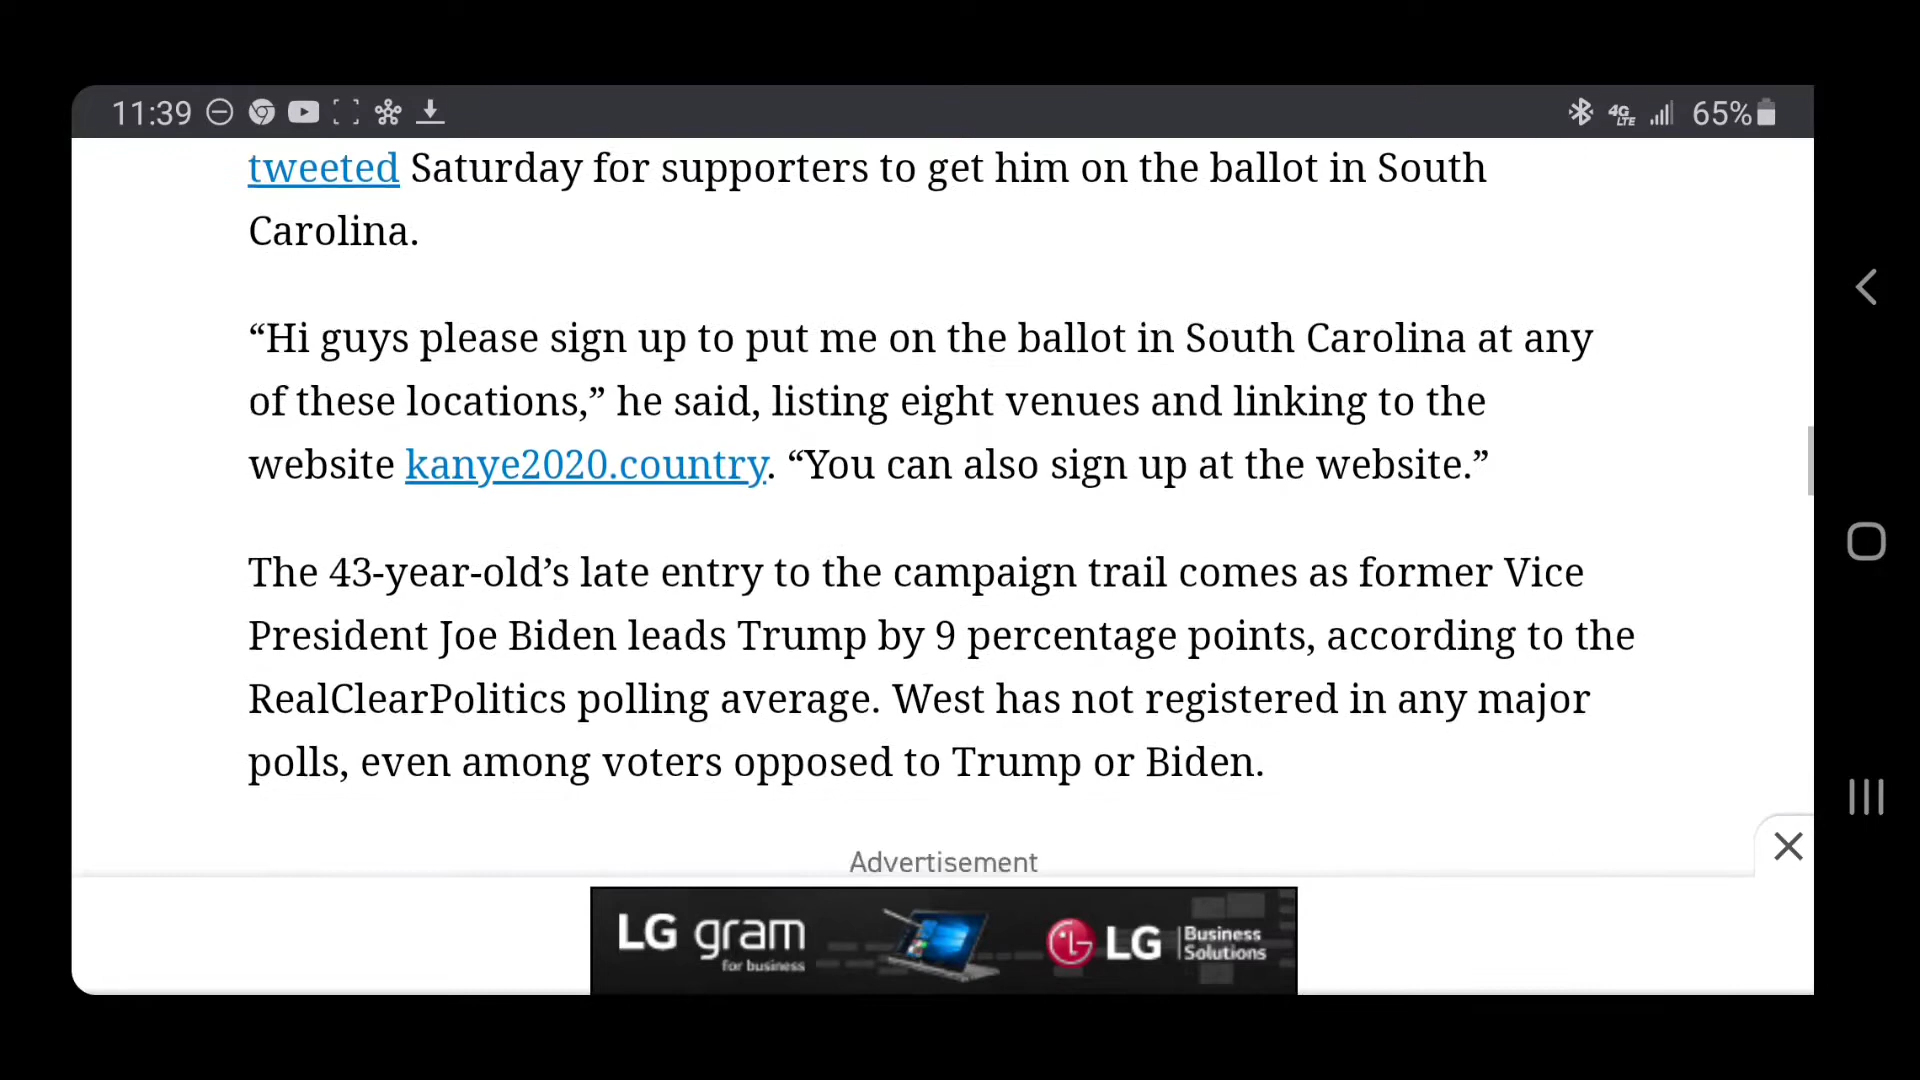 11:39
4G LTE 65%
tweeted Saturday for supporters to get him on the ballot in South
Carolina.
“Hi guys please sign up to put me on the ballot in South Carolina at any
of these locations,” he said, listing eight venues and linking to the
website kanye2020.country. “You can also sign up at the website.”
The 43-year-old’s late entry to the campaign trail comes as former Vice
President Joe Biden leads Trump by 9 percentage points, according to the
RealClearPolitics polling average. West has not registered in any major
polls, even among voters opposed to Trump or Biden.
Advertisement
LG gram
for business
LG Business
Solutions